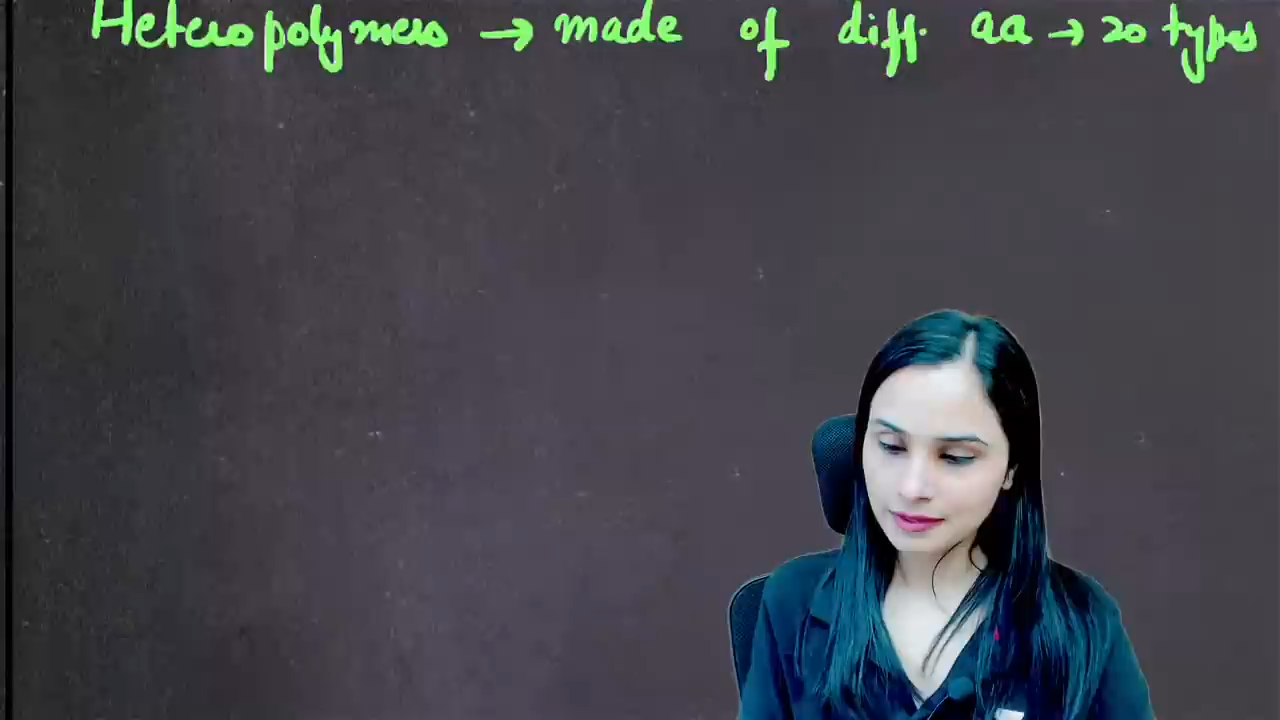 Heteropolymers → made of diff. aa → 20 types